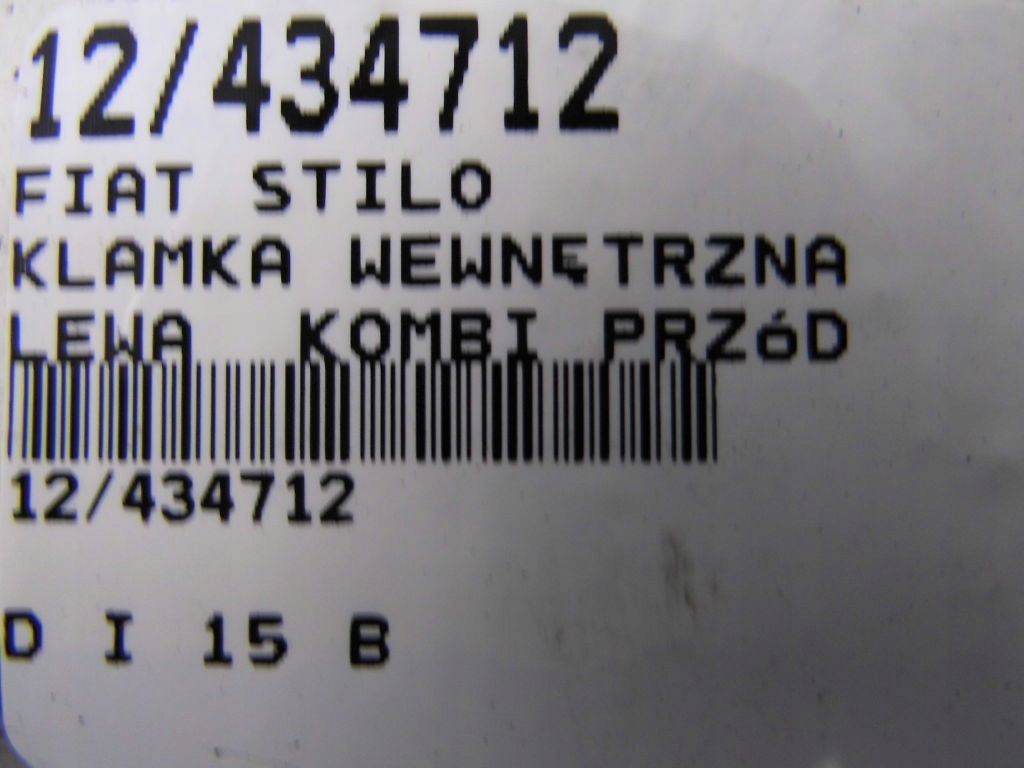 12/434712
FIAT STILO
KLAMKA WEWNĘTRZNA
LEWA KOMBI PRZóD
12/434712
D I 15 B